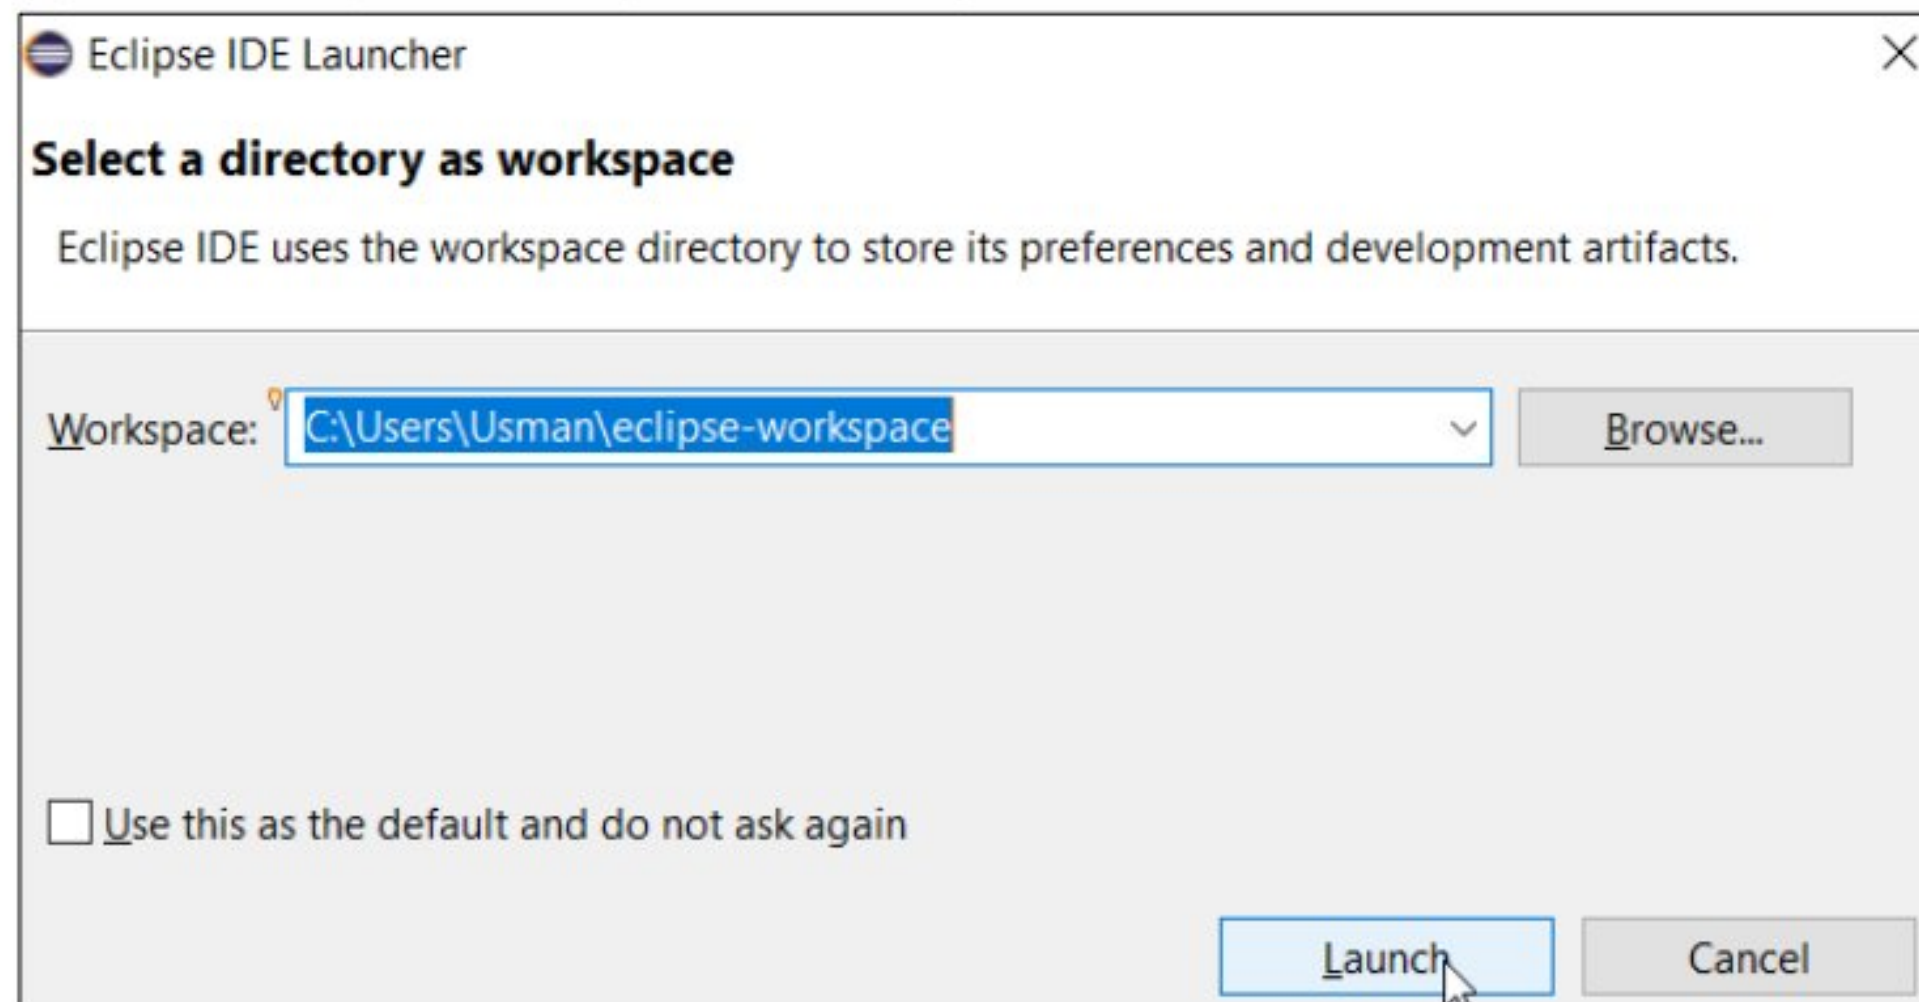 Eclipse IDE Launcher
Select a directory as workspace
Eclipse IDE uses the workspace directory to store its preferences and development artifacts.
Workspace: C:\Users\Usman\eclipse-workspace Browse...
Use this as the default and do not ask again
Launch Cancel